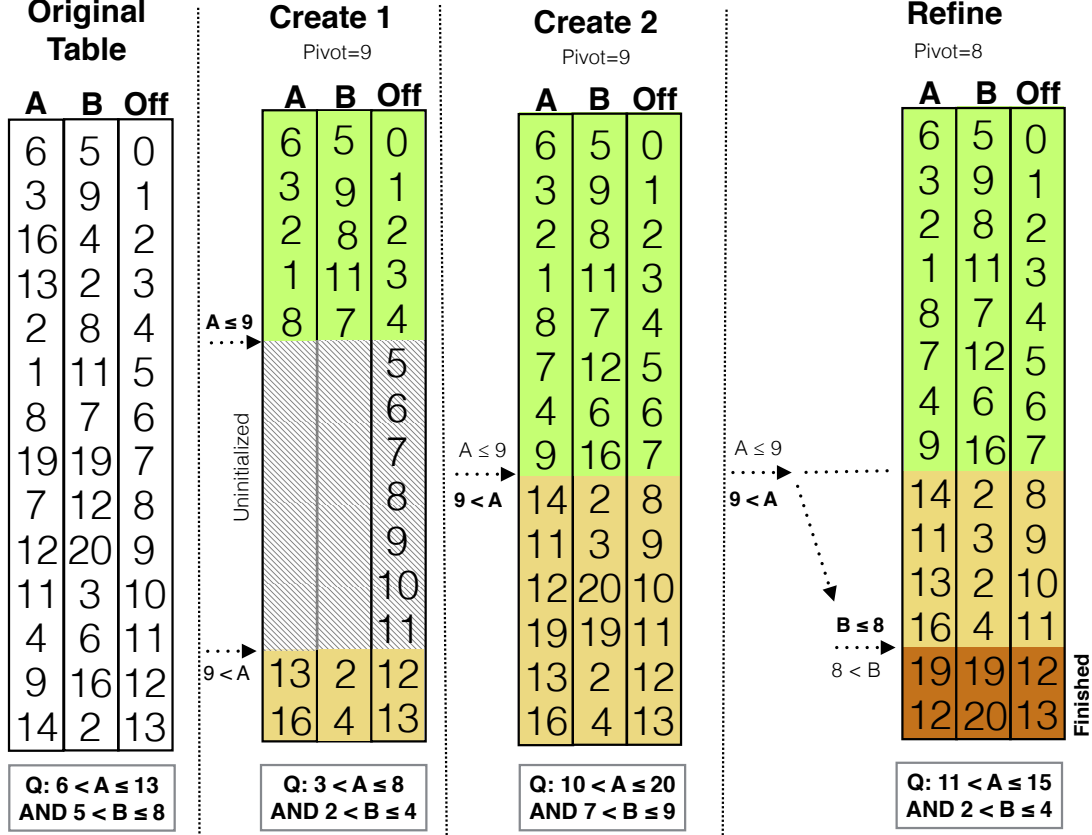 Original
Table
A B Off
6 5 0
3 9 1
16 4 2
13 2 3
2 8 4
1 11 5
8 7 6
19 19 7
7 12 8
12 20 9
11 3 10
4 6 11
9 16 12
14 2 13
Q: 6 < A ≤ 13
AND 5 < B ≤ 8
Create 1
Pivot=9
A B Off
6 5 0
3 9 1
2 8 2
1 11 3
8 7 4
A ≤ 9
5
6
7
8
9
10
11
Uninitialized
9 < A
13 2 12
16 4 13
Q: 3 < A ≤ 8
AND 2 < B ≤ 4
Create 2
Pivot=9
A B Off
6 5 0
3 9 1
2 8 2
1 11 3
8 7 4
7 12 5
4 6 6
9 16 7
A ≤ 9
9 < A
14 2 8
11 3 9
12 20 10
19 19 11
13 2 12
16 4 13
Q: 10 < A ≤ 20
AND 7 < B ≤ 9
Refine
Pivot=8
A B Off
6 5 0
3 9 1
2 8 2
1 11 3
8 7 4
7 12 5
4 6 6
9 16 7
A ≤ 9
9 < A
14 2 8
11 3 9
13 2 10
16 4 11
B ≤ 8
8 < B
19 19 12
12 20 13
Finished
Q: 11 < A ≤ 15
AND 2 < B ≤ 4